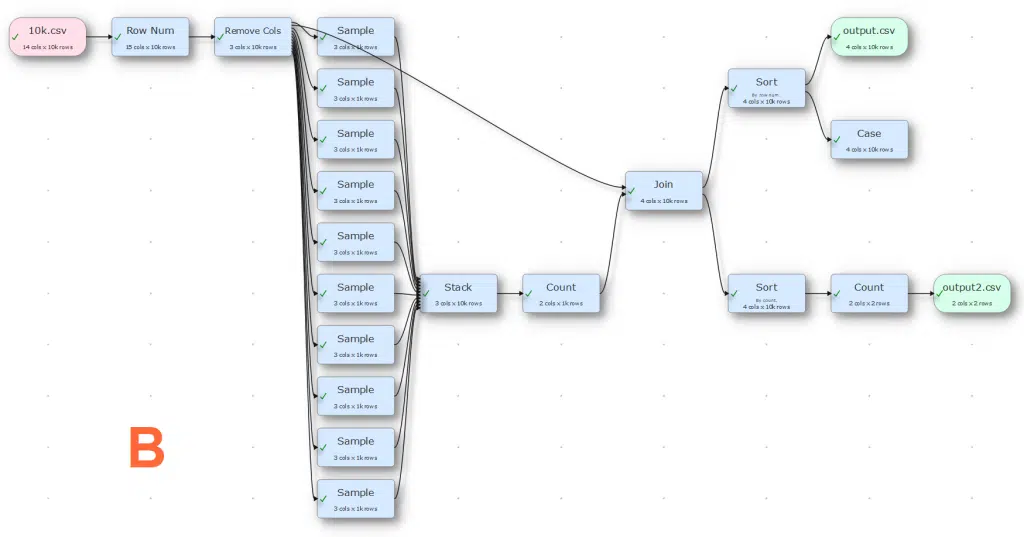 10k.csv
14 cols x 10k rows
Row Num
15 cols x 10k rows
Remove Cols
3 cols x 10k rows
Sample
3 cols x 1k rows
Sample
3 cols x 1k rows
Sample
3 cols x 1k rows
Sample
3 cols x 1k rows
Sample
3 cols x 1k rows
Sample
3 cols x 1k rows
Sample
3 cols x 1k rows
Sample
3 cols x 1k rows
Sample
3 cols x 1k rows
Sample
3 cols x 1k rows
Stack
3 cols x 10k rows
Count
2 cols x 1k rows
Join
4 cols x 10k rows
Sort
By row num,
4 cols x 10k rows
output.csv
4 cols x 10k rows
Case
4 cols x 10k rows
Sort
By count,
4 cols x 10k rows
Count
2 cols x 2 rows
output2.csv
2 cols x 2 rows
B